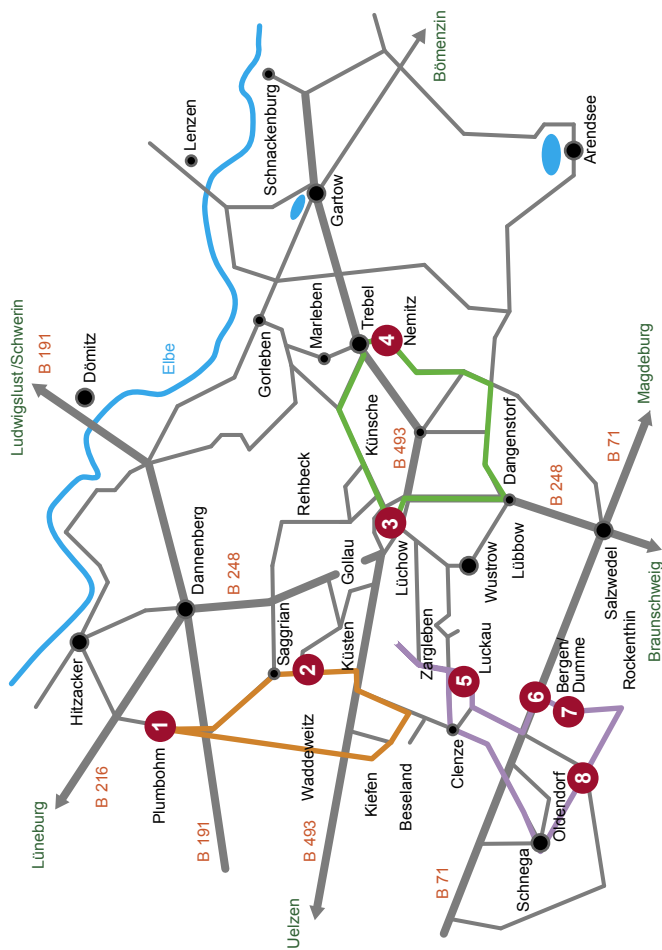 Lüneburg
B 216
Hitzacker
Ludwigslust/Schwerin
B 191
Dömitz
Elbe
Lenzen
Schnackenburg
Bömenzin
Gartow
Gorleben
Marleben
Trebel
4
Nemitz
Arendsee
Dannenberg
B 248
1
Plumbohm
B 191
Saggrian
2
Rehbeck
Gollau
Künsche
B 493
3
Lüchow
Küsten
Waddeweitz
B 493
Uelzen
Kiefen
Beseland
Zargleben
5
Luckau
Clenze
Wustrow
Lübbow
Dangenstorf
B 248
B 71
Magdeburg
Salzwedel
Braunschweig
6
Bergen/
Dumme
7
Rockenthin
8
Oldendorf
Schnega
B 71